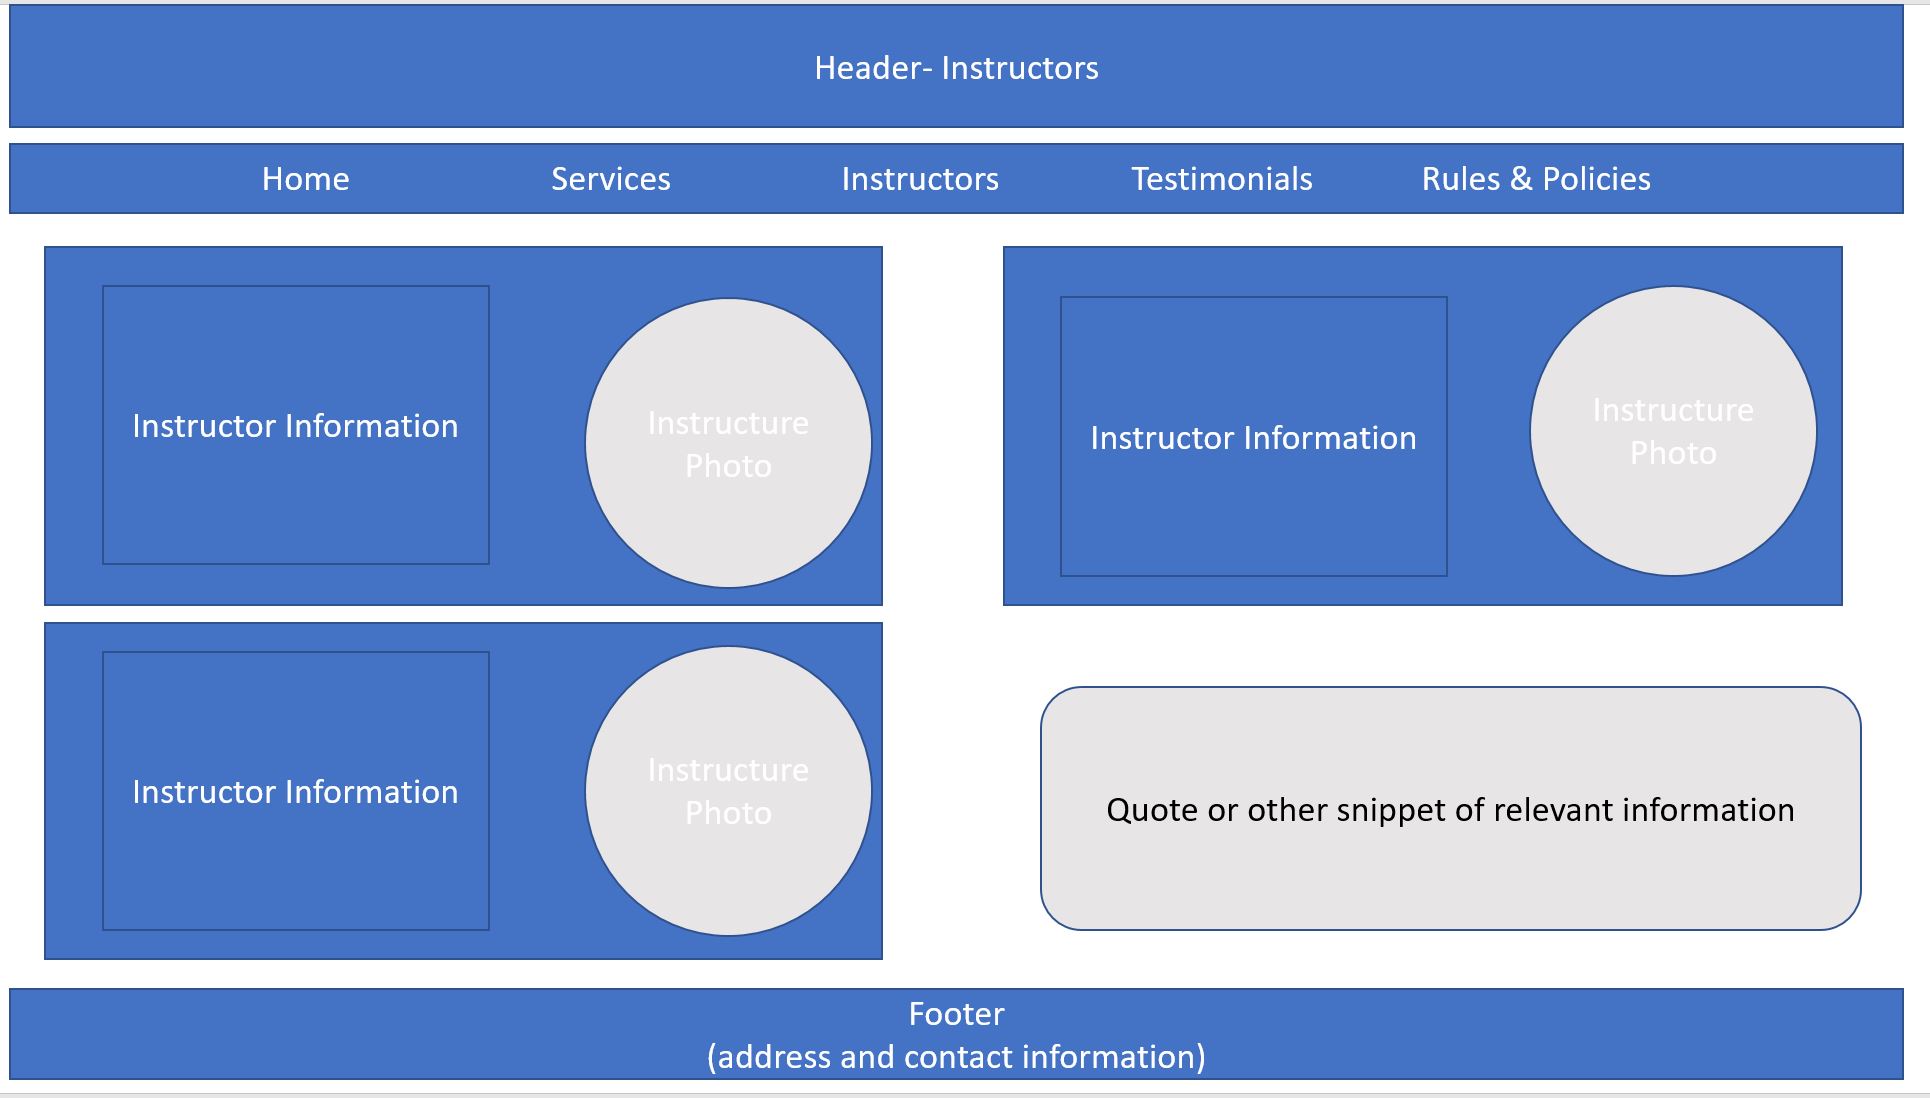 Header- Instructors
Home Services Instructors Testimonials Rules & Policies
Instructor Information
Instructure
Photo
Instructor Information
Instructure
Photo
Instructor Information
Instructure
Photo
Quote or other snippet of relevant information
Footer
(address and contact information)